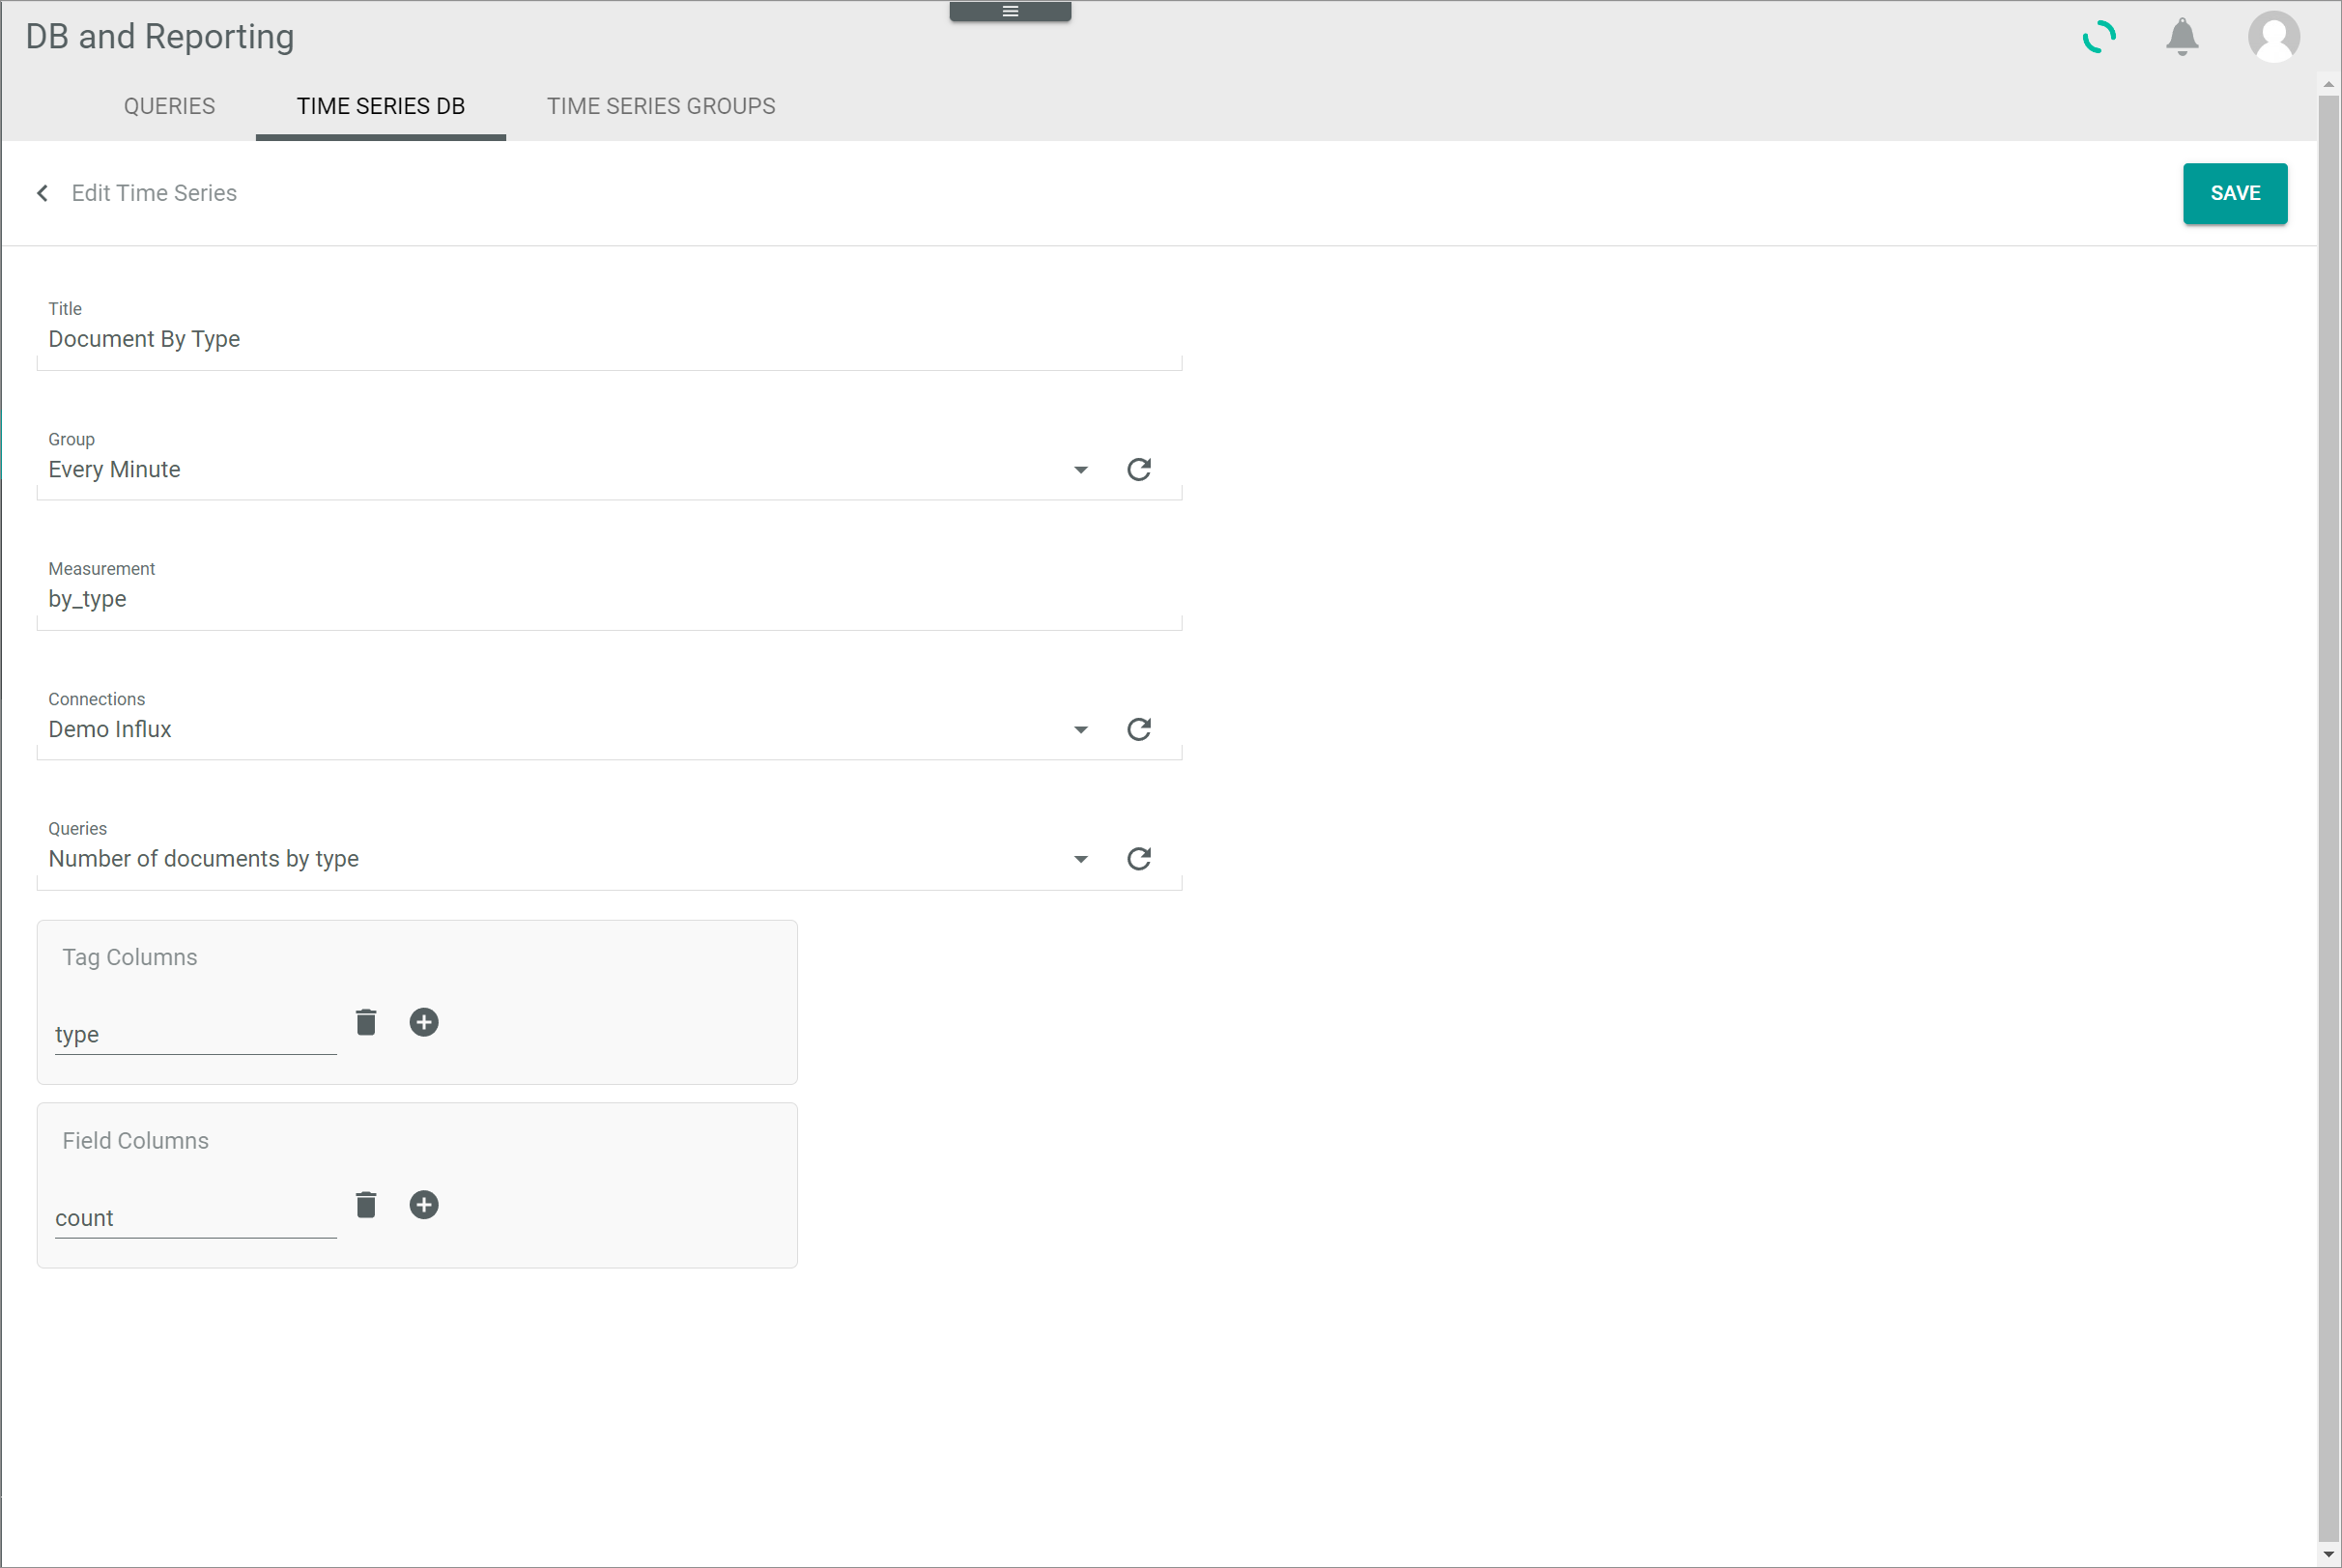 DB and Reporting
QUERIES
TIME SERIES DB
TIME SERIES GROUPS
Edit Time Series
SAVE
Title
Document By Type
Group
Every Minute
Measurement
by_type
Connections
Demo Influx
Queries
Number of documents by type
Tag Columns
type
Field Columns
count